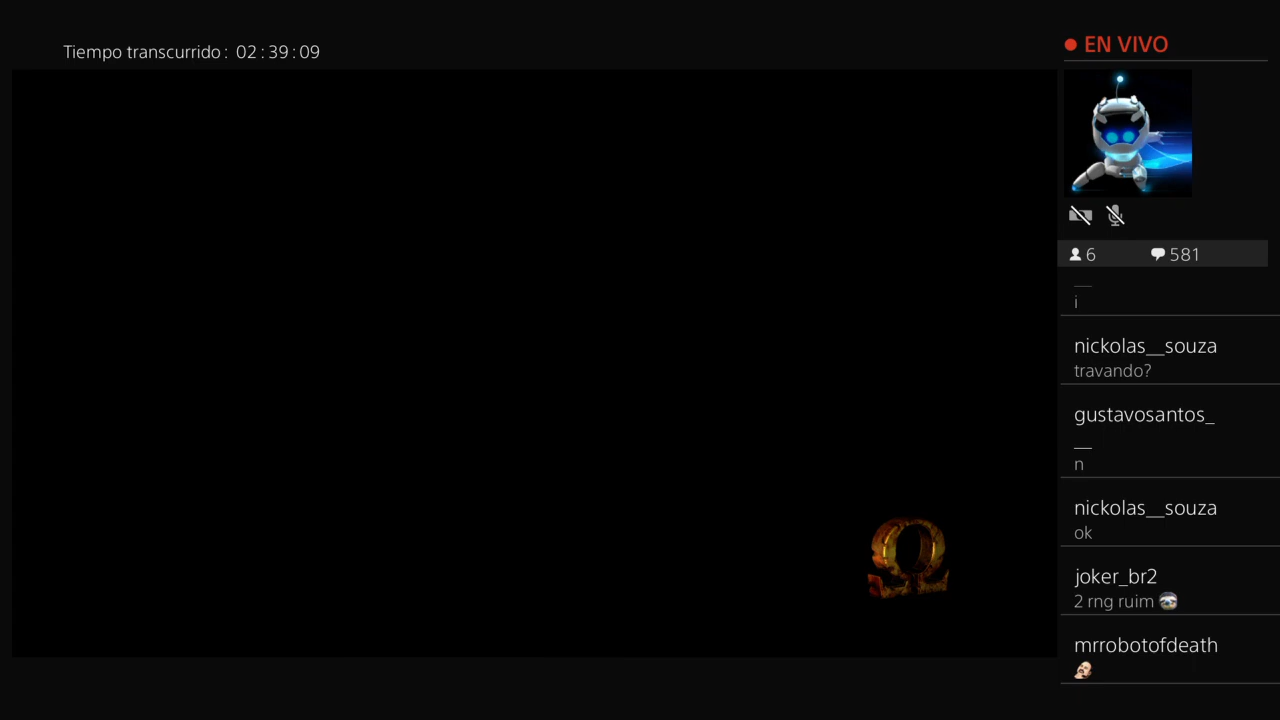 Tiempo transcurrido : 02 : 39 : 09
EN VIVO
6 581
__
i
nickolas__souza
travando?
gustavosantos_
__
n
nickolas__souza
ok
joker_br2
2 rng ruim
mrrobotofdeath
Ω